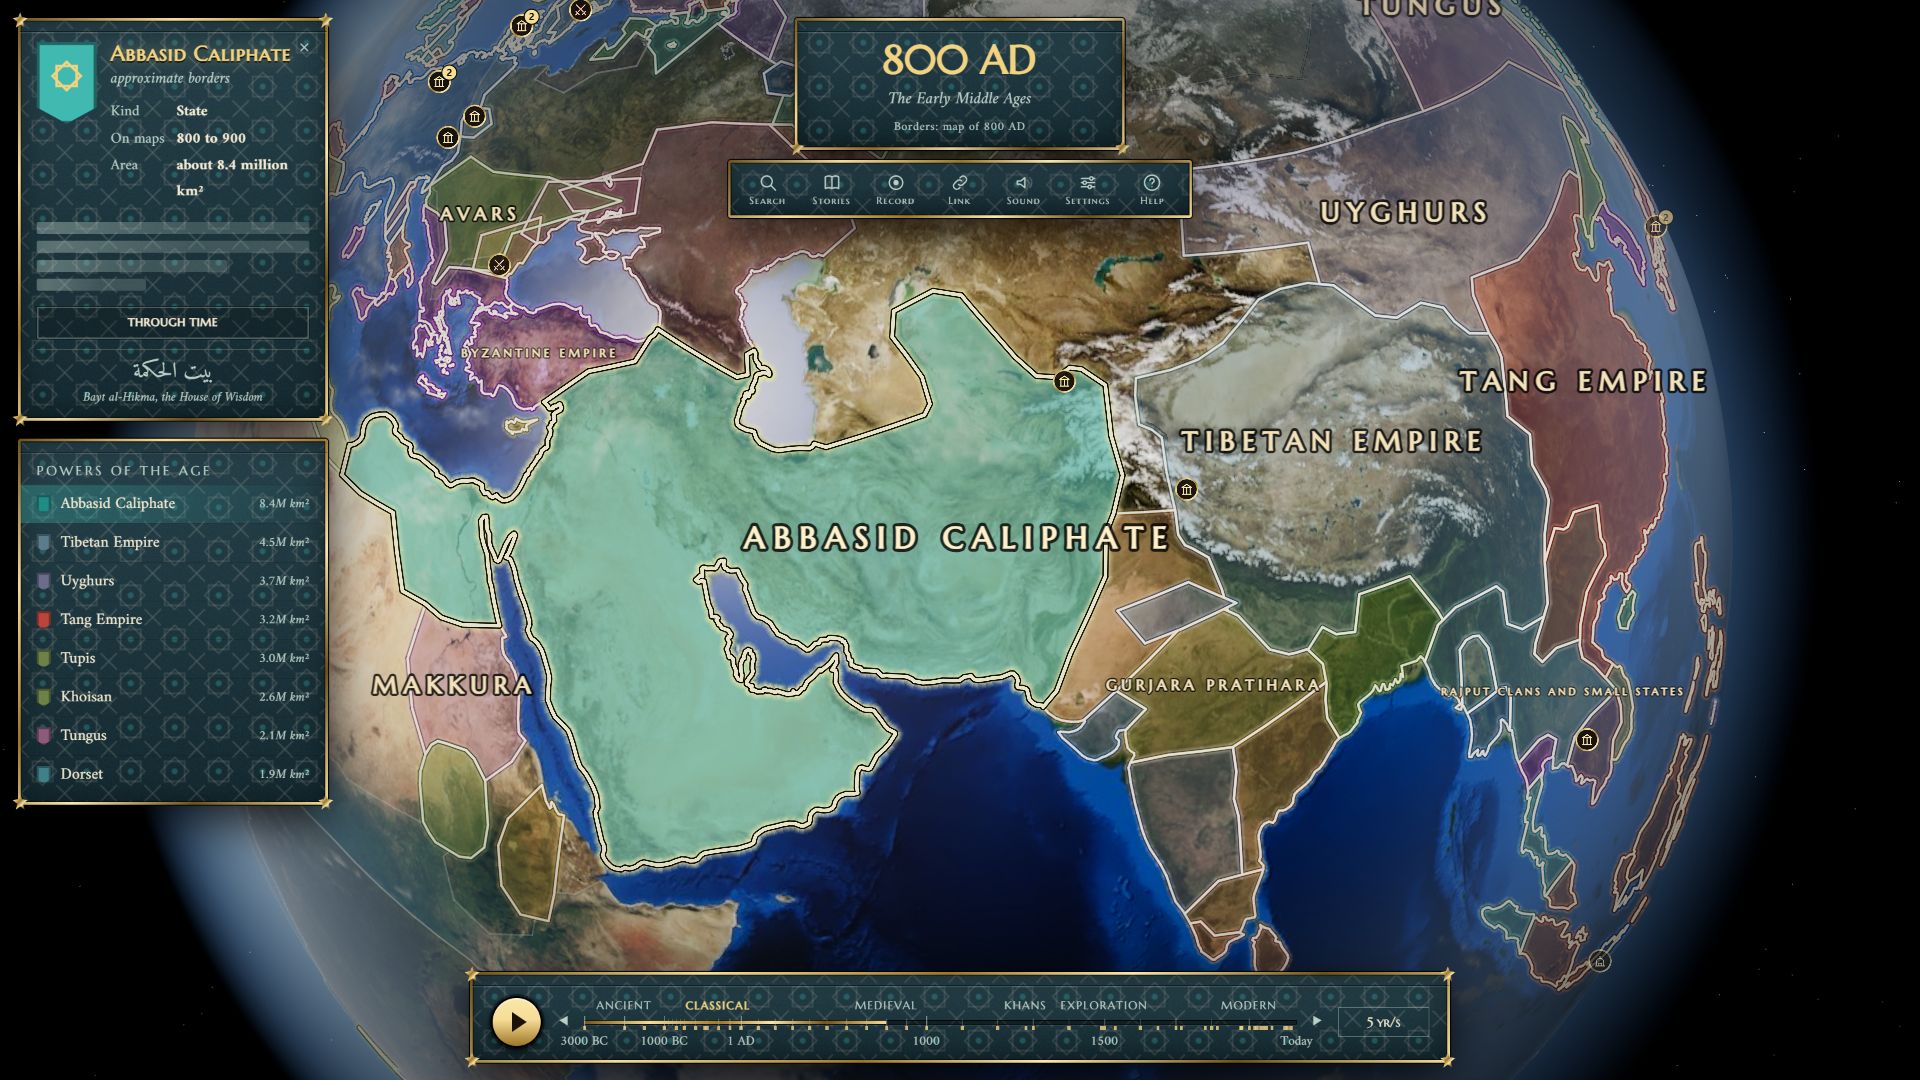 ABBASID CALIPHATE
approximate borders
Kind State
On maps 800 to 900
Area about 8.4 million
km²
THROUGH TIME
بيت الحكمة
Bayt al-Hikma, the House of Wisdom
POWERS OF THE AGE
Abbasid Caliphate 8.4M km²
Tibetan Empire 4.5M km²
Uyghurs 3.7M km²
Tang Empire 3.2M km²
Tupis 3.0M km²
Khoisan 2.6M km²
Tungus 2.1M km²
Dorset 1.9M km²
800 AD
The Early Middle Ages
Borders: map of 800 AD
SEARCH STORIES RECORD LINK SOUND SETTINGS HELP
2
2
TUNGUS
UYGHURS
2
AVARS
BYZANTINE EMPIRE
TANG EMPIRE
TIBETAN EMPIRE
ABBASID CALIPHATE
MAKKURA
GURJARA PRATIHARA
RAJPUT CLANS AND SMALL STATES
ANCIENT CLASSICAL MEDIEVAL KHANS EXPLORATION MODERN
3000 BC 1000 BC 1 AD 1000 1500 Today
5 YR/S